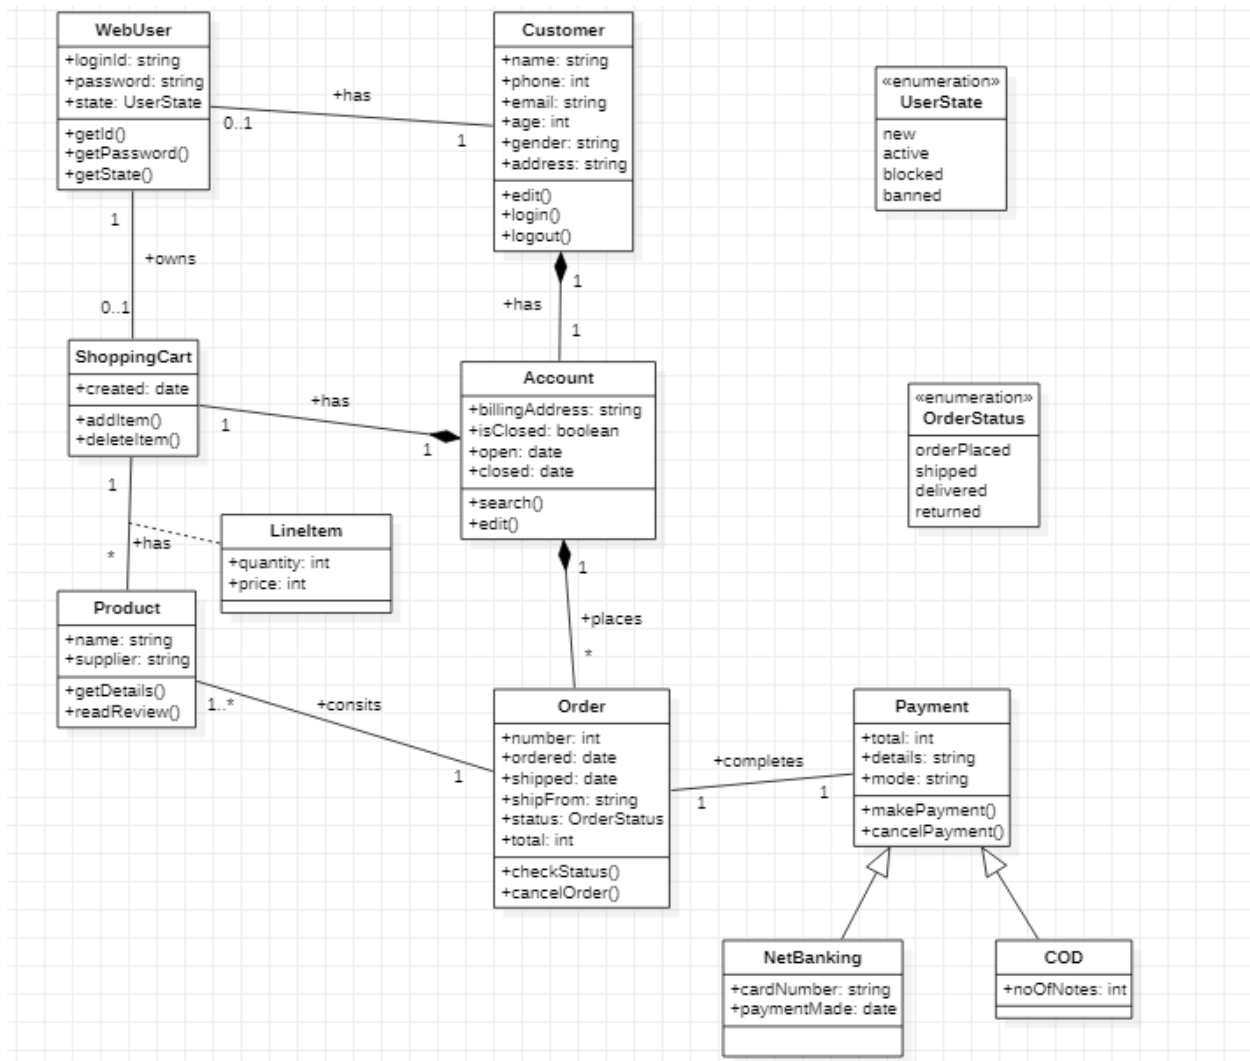 WebUser
+loginId: string
+password: string
+state: UserState
+getId()
+getPassword()
+getState()
Customer
+name: string
+phone: int
+email: string
+age: int
+gender: string
+address: string
+edit()
+login()
+logout()
«enumeration»
UserState
new
active
blocked
banned
+has
0..1
1
1
+owns
0..1
1
+has
1
ShoppingCart
+created: date
+addItem()
+deleteItem()
+has
1
1
Account
+billingAddress: string
+isClosed: boolean
+open: date
+closed: date
+search()
+edit()
«enumeration»
OrderStatus
orderPlaced
shipped
delivered
returned
1
+has
*
LineItem
+quantity: int
+price: int
1
+places
*
Product
+name: string
+supplier: string
+getDetails()
+readReview()
1..*
+consits
1
Order
+number: int
+ordered: date
+shipped: date
+shipFrom: string
+status: OrderStatus
+total: int
+checkStatus()
+cancelOrder()
+completes
1
1
Payment
+total: int
+details: string
+mode: string
+makePayment()
+cancelPayment()
NetBanking
+cardNumber: string
+paymentMade: date
COD
+noOfNotes: int